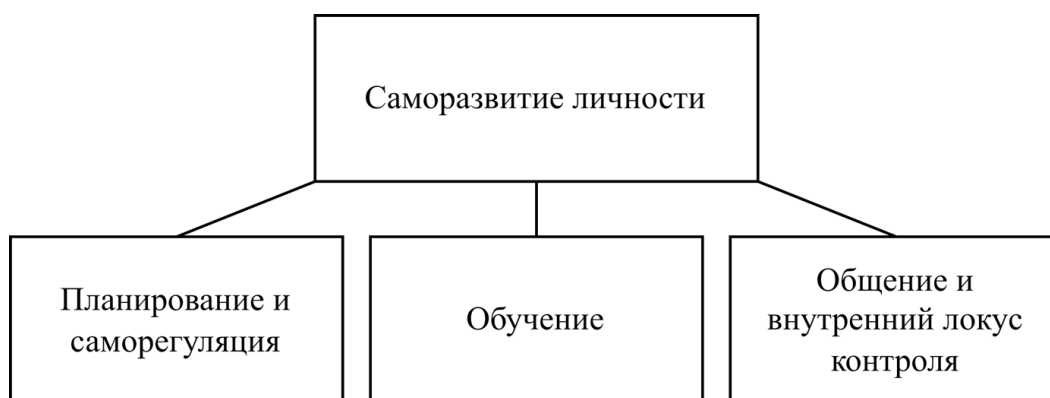 Саморазвитие личности
Планирование и
саморегуляция
Обучение
Общение и
внутренний локус
контроля